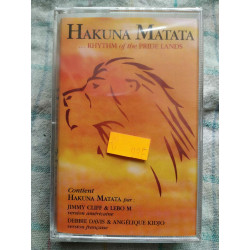 HAKUNA MATATA
RHYTHM of the PRIDE LANDS
Contient
HAKUNA MATATA par
JIMMY CLIFF & LEBO M
version américaine
DEBBIE DAVIS & ANGÉLIQUE KIDJO
version française